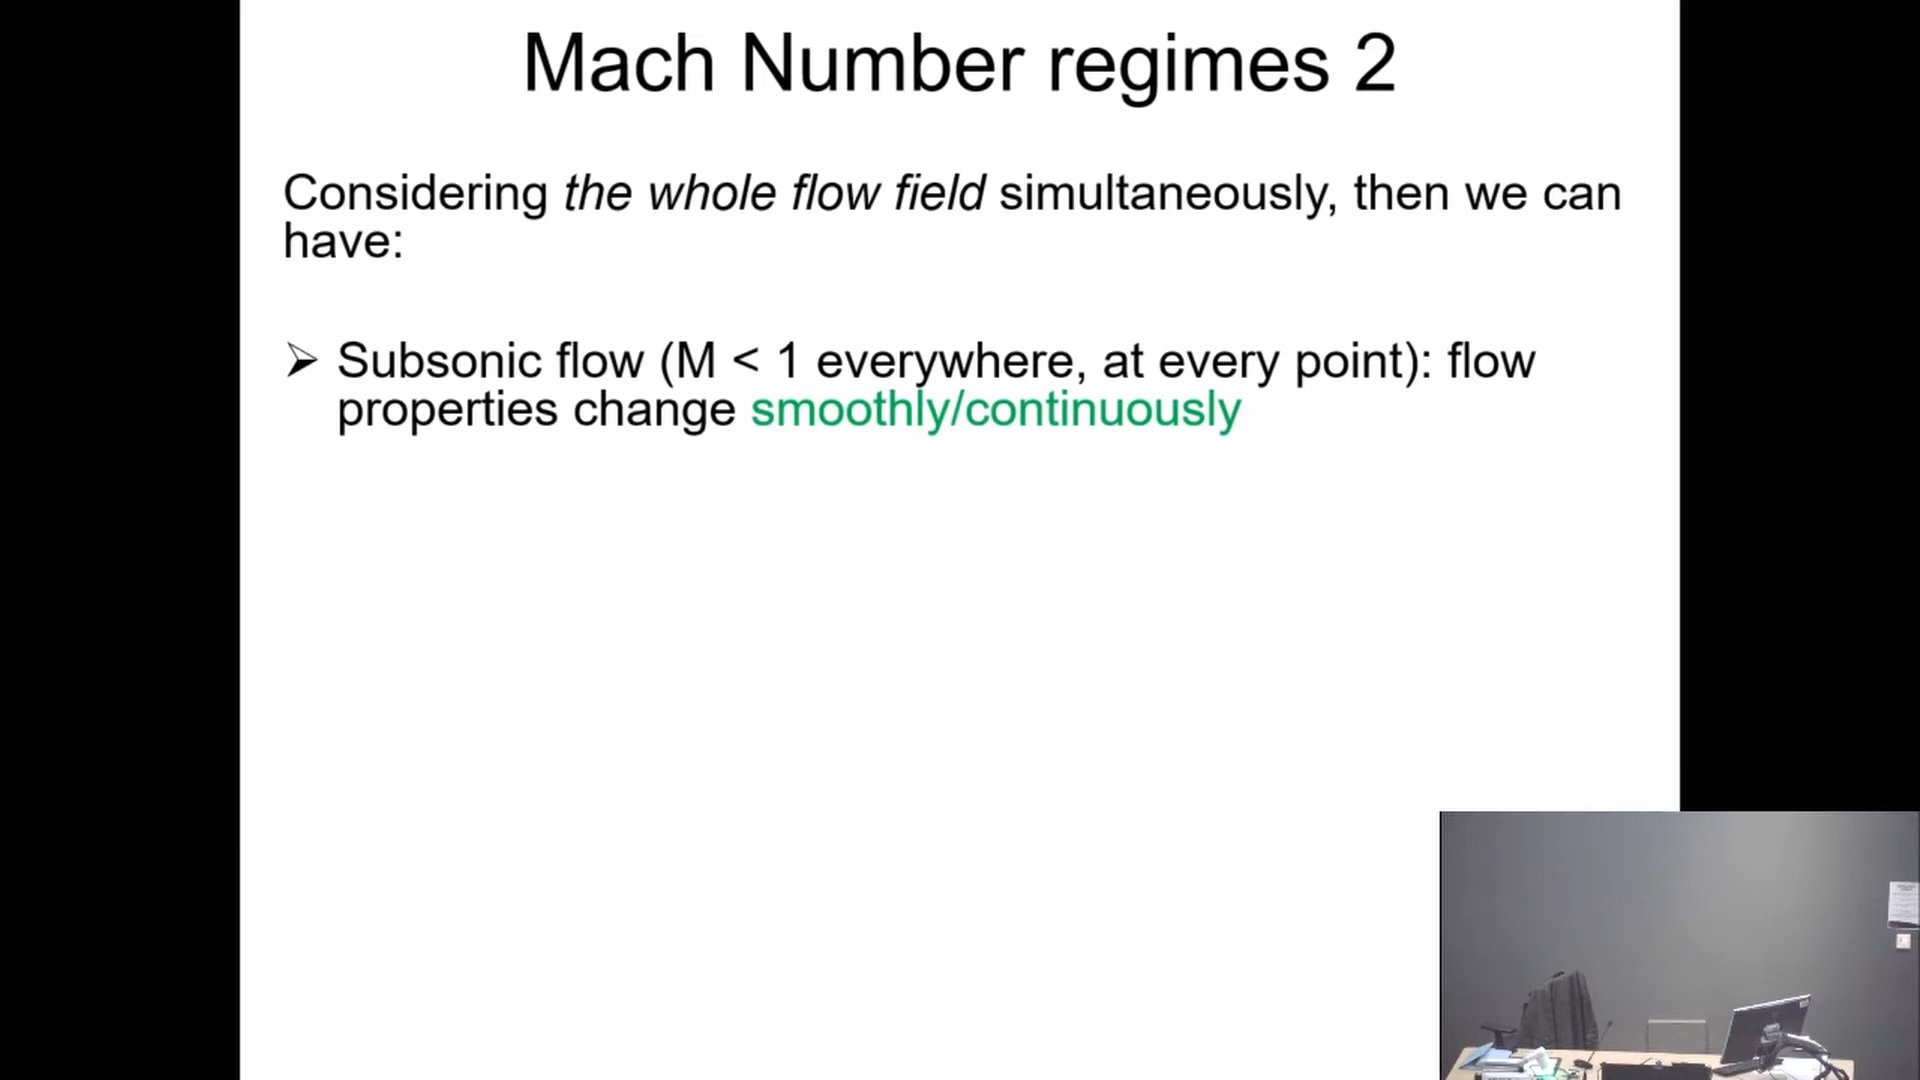 Mach Number regimes 2
Considering the whole flow field simultaneously, then we can
have:
➢ Subsonic flow (M < 1 everywhere, at every point): flow
properties change smoothly/continuously